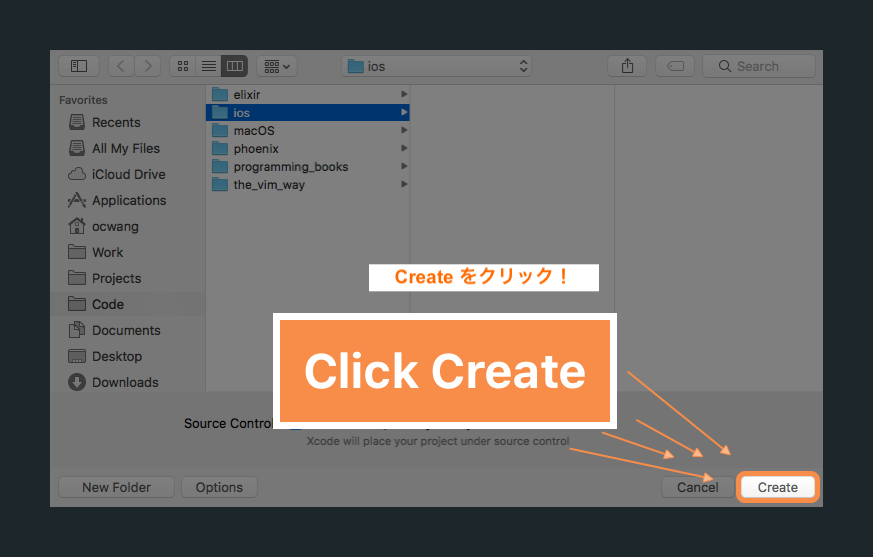 ios
Search
Favorites
Recents
All My Files
iCloud Drive
Applications
ocwang
Work
Projects
Code
Documents
Desktop
Downloads
elixir
ios
macOS
phoenix
programming_books
the_vim_way
Create をクリック！
Click Create
Source Control
Xcode will place your project under source control
New Folder
Options
Cancel
Create